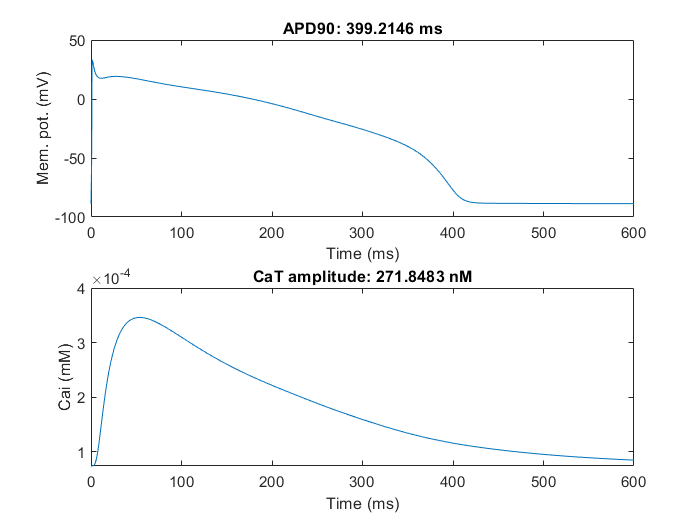 APD90: 399.2146 ms
50
0
-50
-100
Mem. pot. (mV)
0 100 200 300 400 500 600
Time (ms)
CaT amplitude: 271.8483 nM
×10-4
4
3
2
1
Cai (mM)
0 100 200 300 400 500 600
Time (ms)